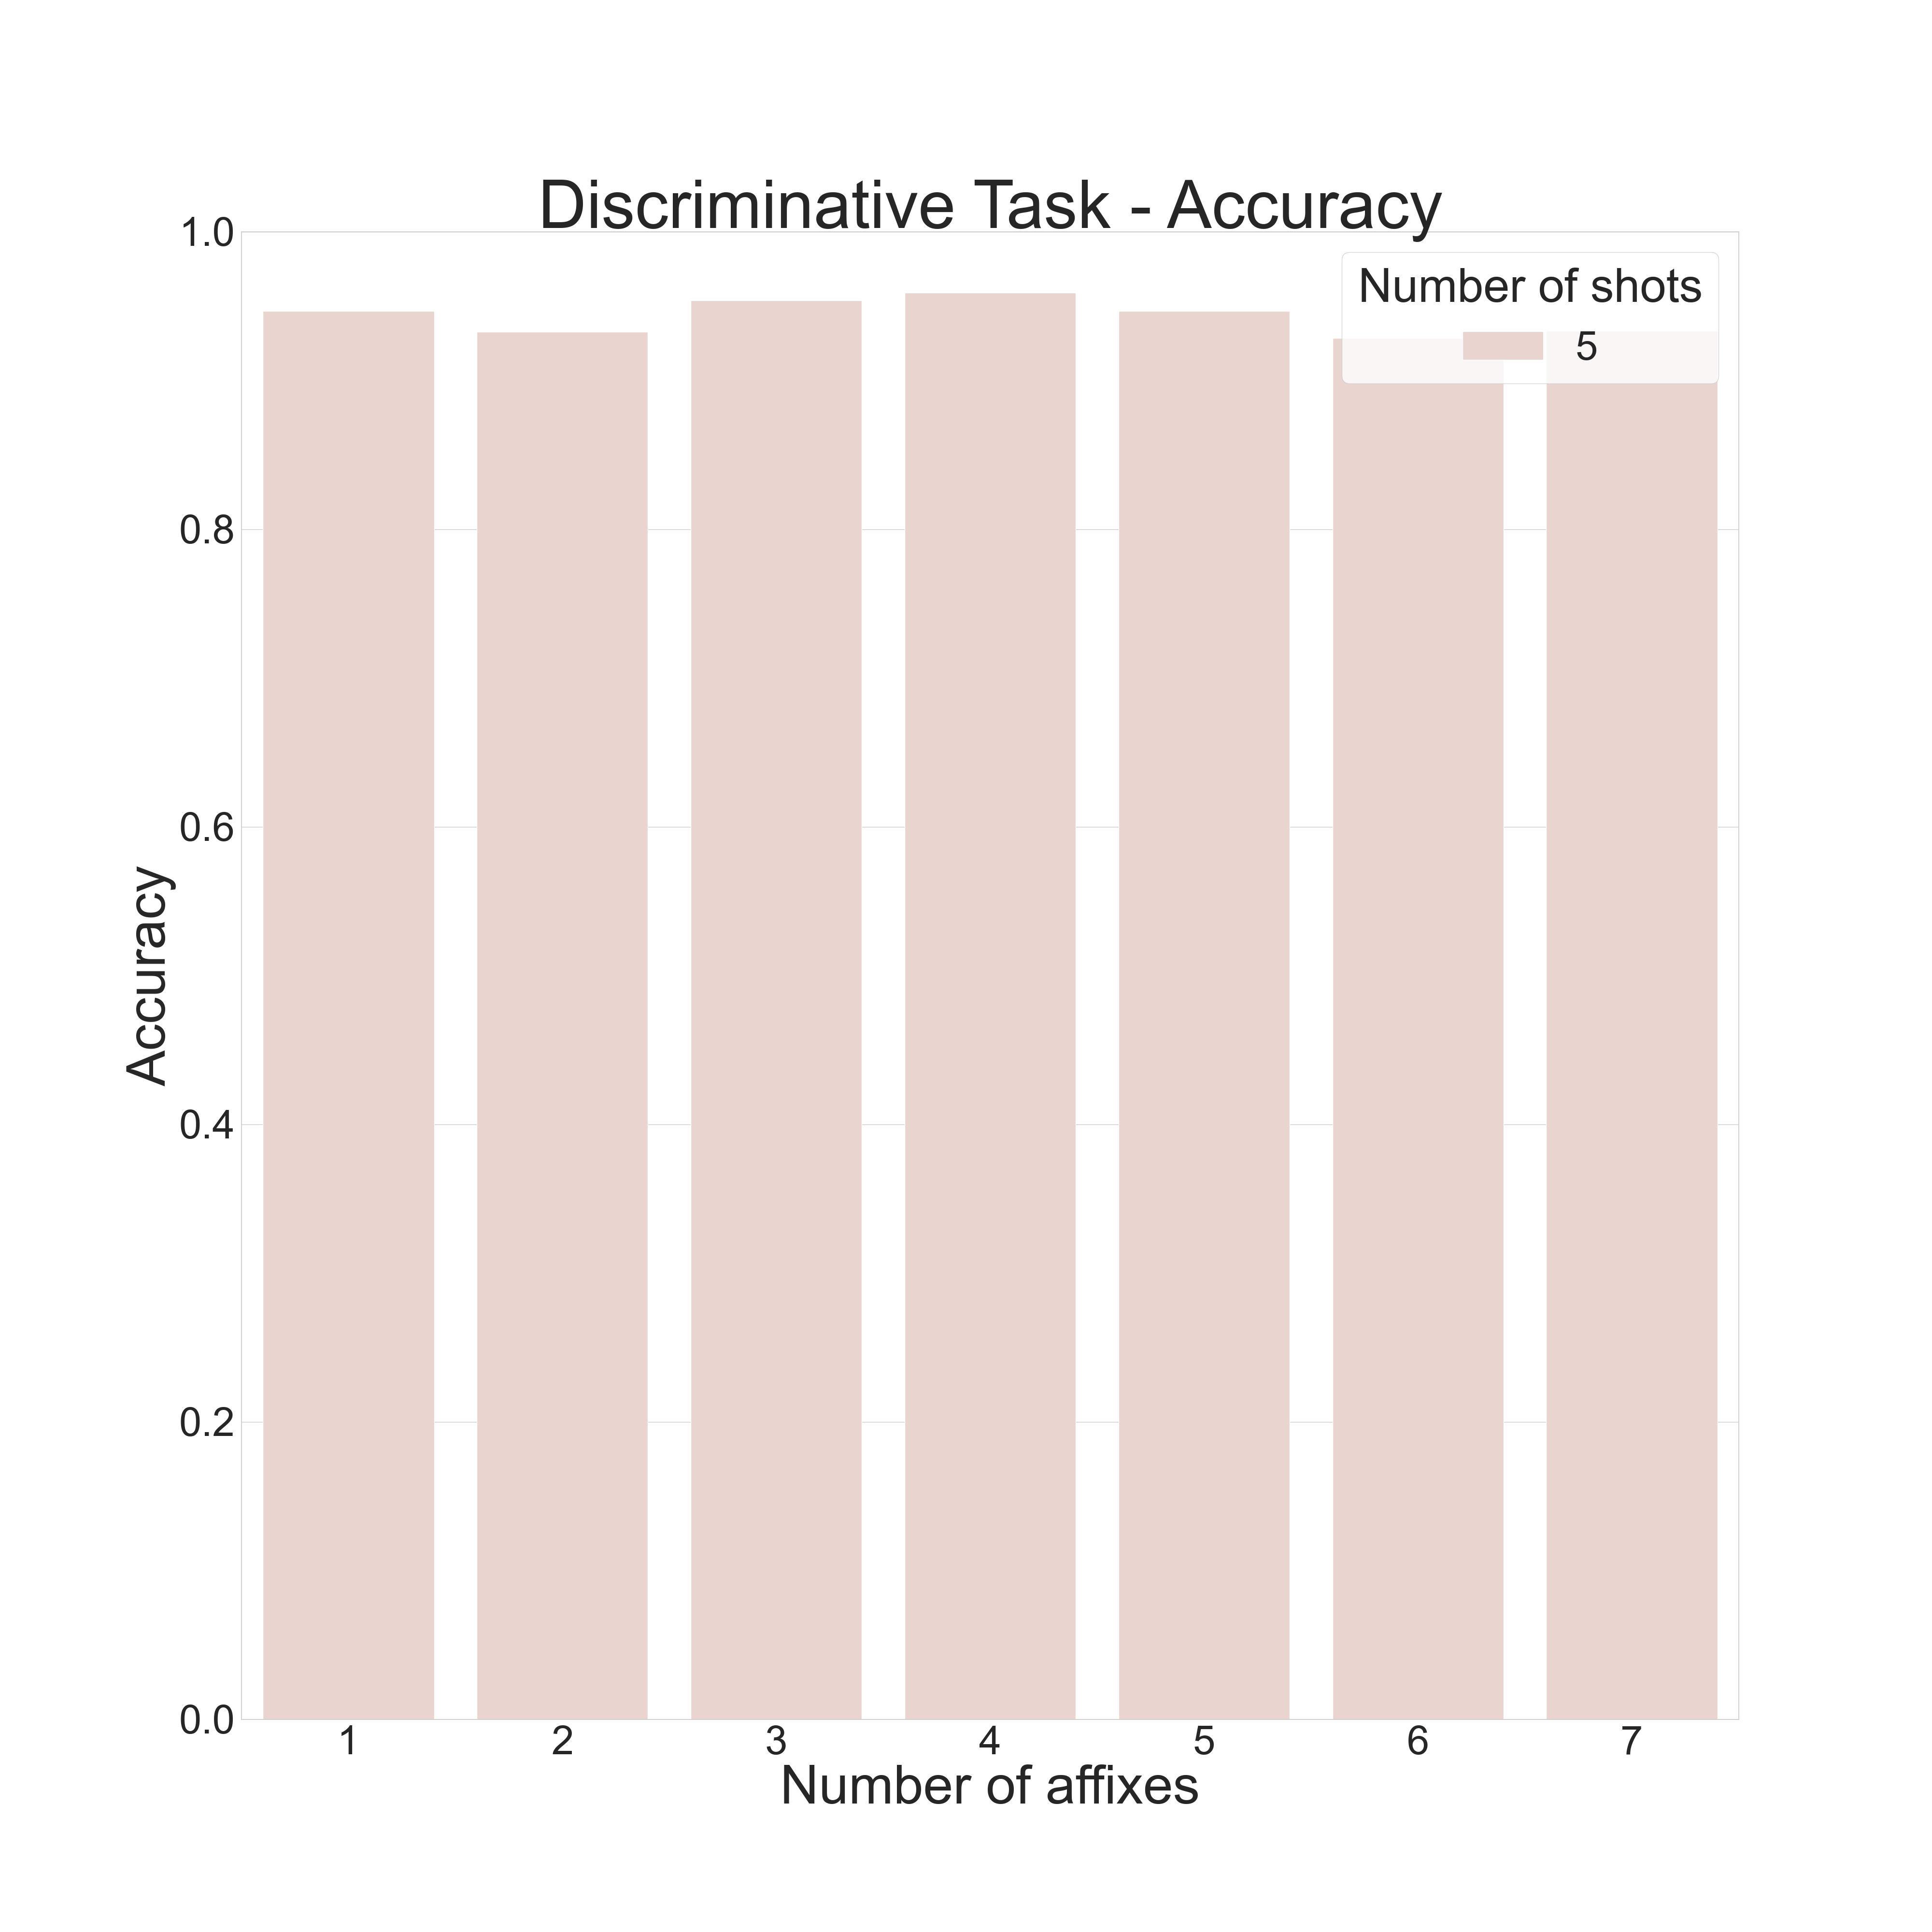 Discriminative Task - Accuracy
Number of shots
5
1.0
0.8
0.6
0.4
0.2
0.0
Accuracy
1 2 3 4 5 6 7
Number of affixes